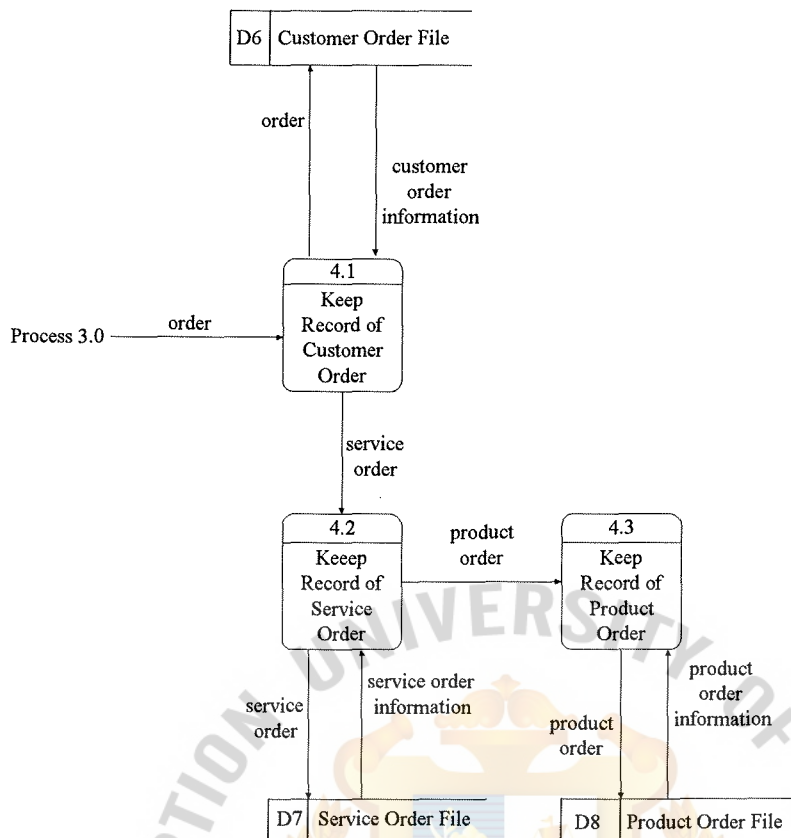 D6 Customer Order File
order
customer
order
information
4.1
Keep
Record of
Customer
Order
Process 3.0
order
service
order
4.2
Keeep
Record of
Service
Order
product
order
4.3
Keep
Record of
Product
Order
service
order
service order
information
product
order
product
order
information
D7 Service Order File
D8 Product Order File
UNIVERSITY OF